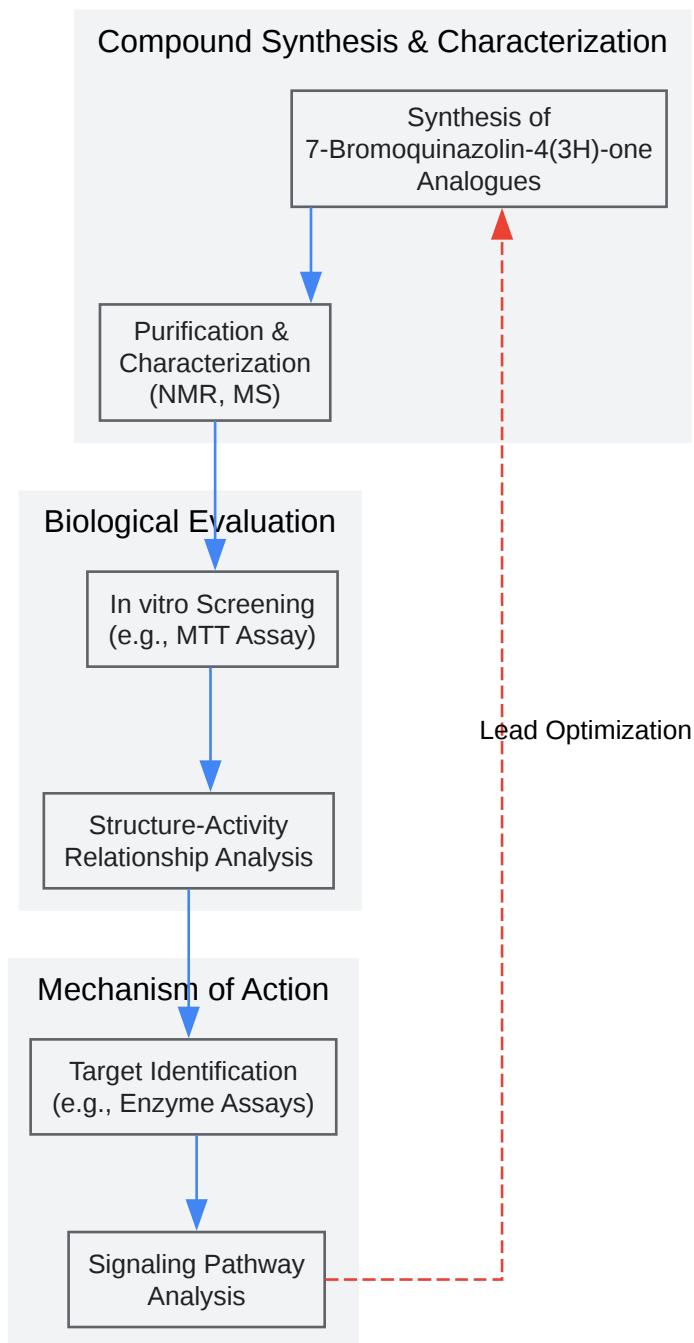 Compound Synthesis & Characterization
Synthesis of
7-Bromoquinazolin-4(3H)-one
Analogues
Purification &
Characterization
(NMR, MS)
Biological Evaluation
In vitro Screening
(e.g., MTT Assay)
Lead Optimization
Structure-Activity
Relationship Analysis
Mechanism of Action
Target Identification
(e.g., Enzyme Assays)
Signaling Pathway
Analysis